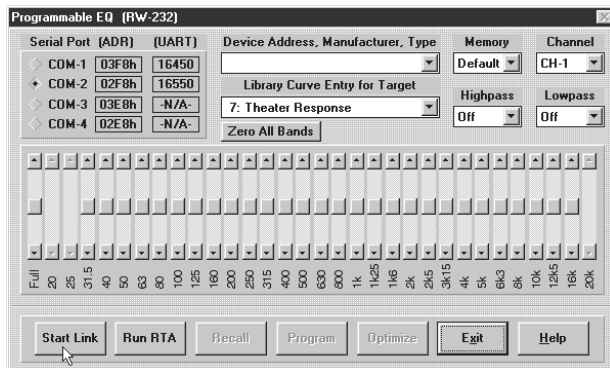 Programmable EQ (RW-232)
Serial Port (ADR) (UART)
COM-1 03F8h 16450
COM-2 02F8h 16550
COM-3 03E8h -N/A-
COM-4 02E8h -N/A-
Device Address, Manufacturer, Type
Library Curve Entry for Target
7: Theater Response
Zero All Bands
Memory
Default
Channel
CH-1
Highpass
Off
Lowpass
Off
Full 20 25 31.5 40 50 63 80 100 125 160 200 250 315 400 500 630 800 1k 1k25 1k6 2k 2k5 3k15 4k 5k 6k3 8k 10k 12k5 16k 20k
Start Link Run RTA Recall Program Optimize Exit Help